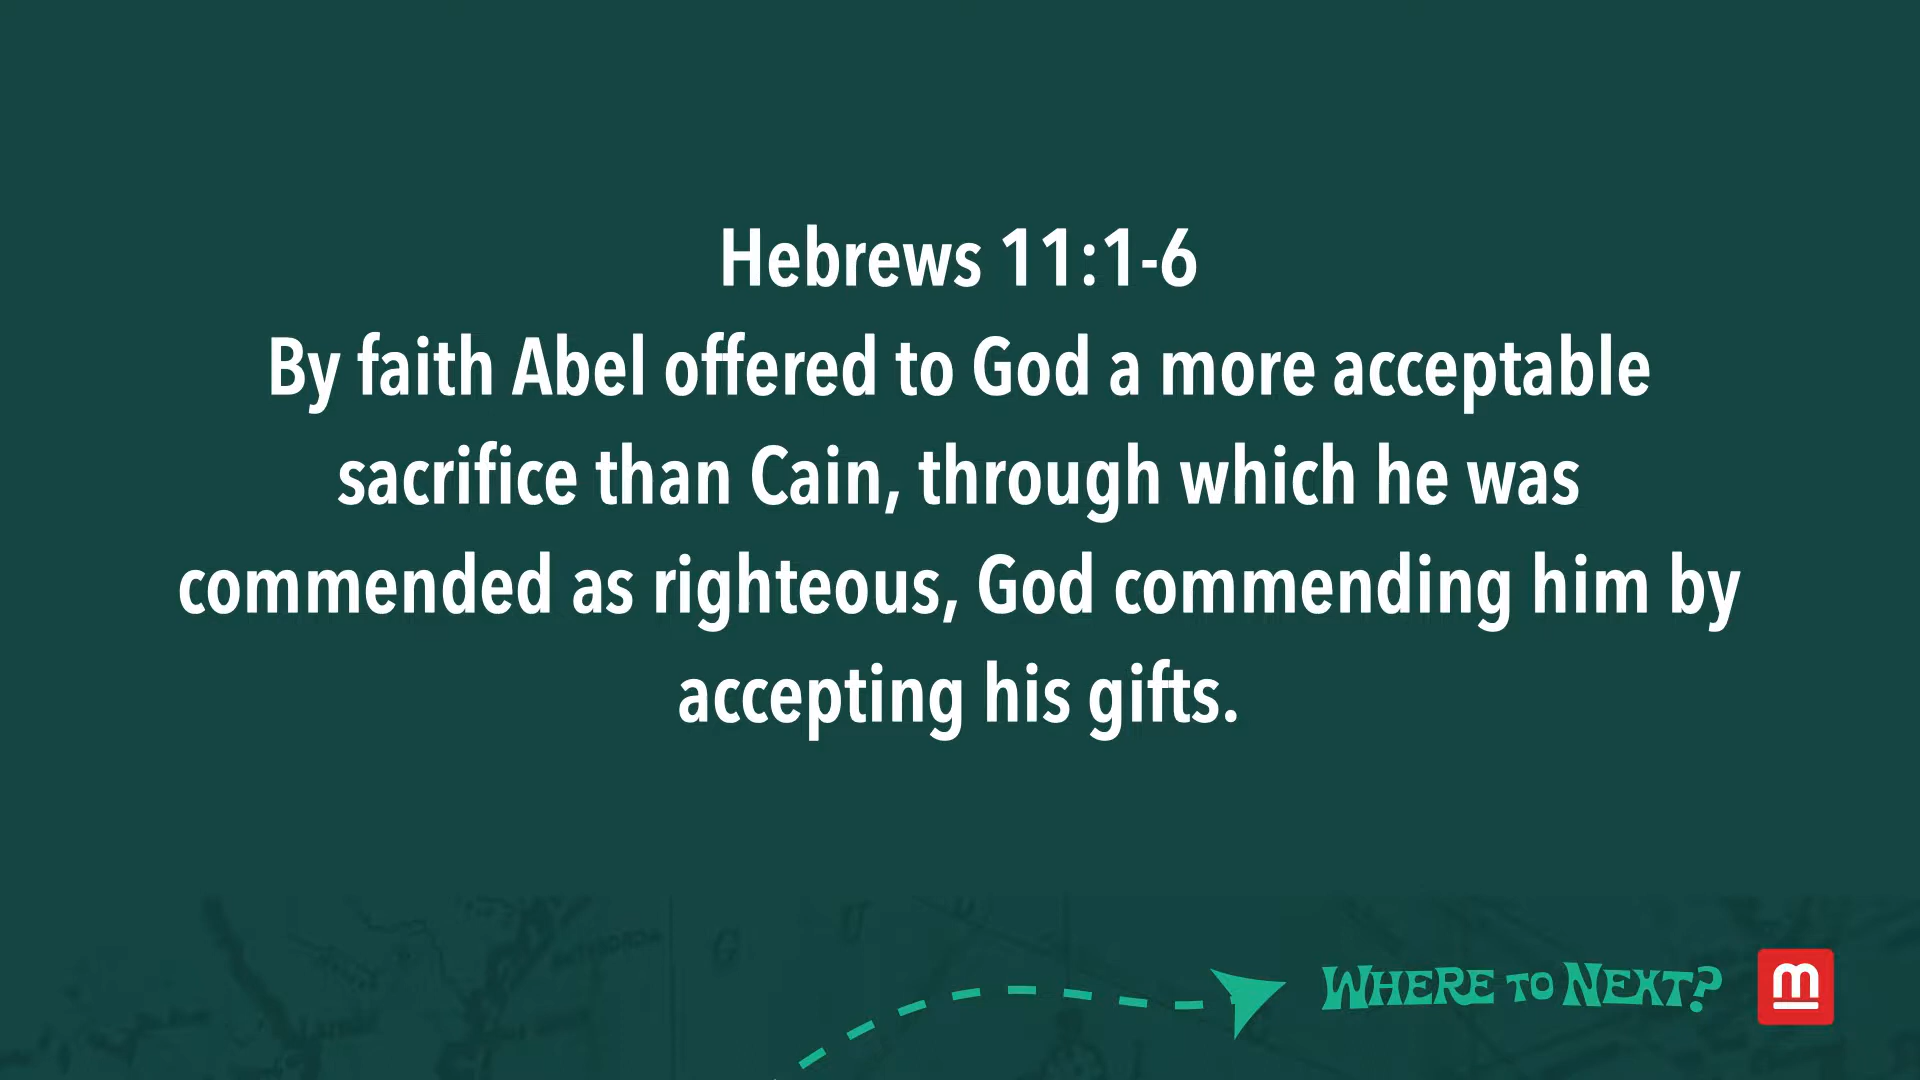 Hebrews 11:1-6
By faith Abel offered to God a more acceptable
sacrifice than Cain, through which he was
commended as righteous, God commending him by
accepting his gifts.
G U
WHERE TO NEXT?
m